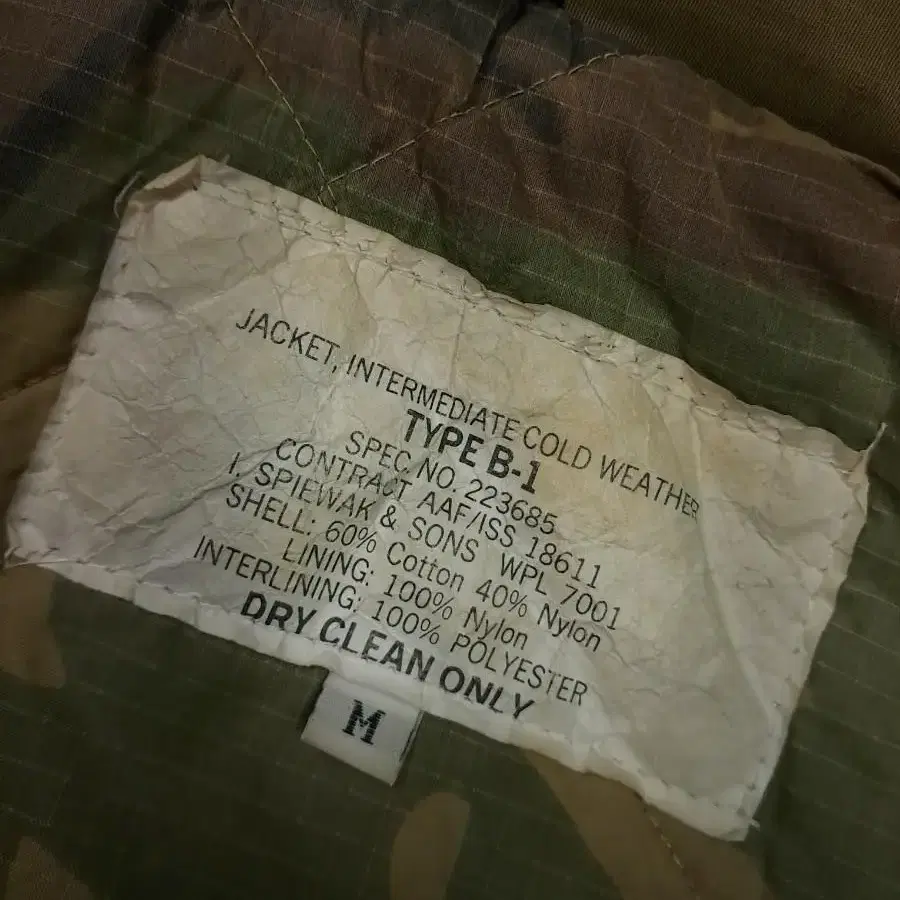 JACKET, INTERMEDIATE COLD WEATHER
TYPE B-1
SPEC. NO. 223685
CONTRACT AAF/ISS 18611
I. SPIEWAK & SONS WPL 7001
SHELL: 60% Cotton 40% Nylon
LINING: 100% Nylon
INTERLINING: 100% POLYESTER
DRY CLEAN ONLY
M